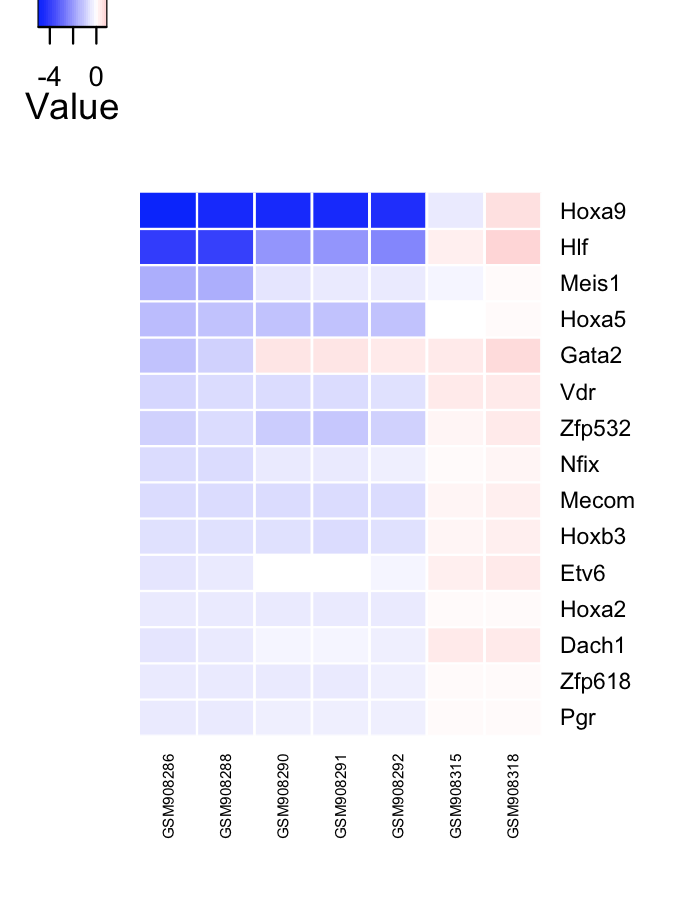 -4 0
Value
Hoxa9
Hlf
Meis1
Hoxa5
Gata2
Vdr
Zfp532
Nfix
Mecom
Hoxb3
Etv6
Hoxa2
Dach1
Zfp618
Pgr
GSM908286
GSM908288
GSM908290
GSM908291
GSM908292
GSM908315
GSM908318